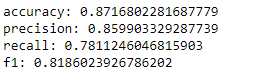 accuracy: 0.8716802281687779
precision: 0.859903329287739
recall: 0.7811246046815903
f1: 0.8186023926786202